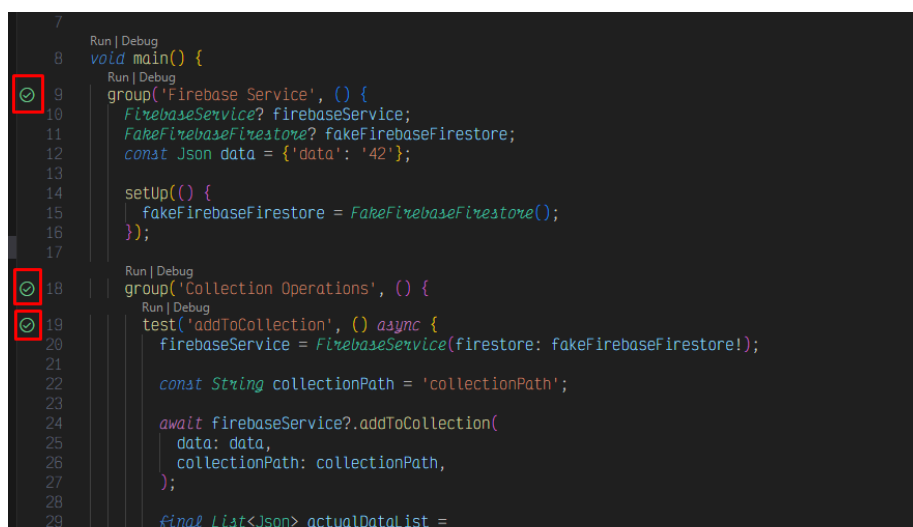 7
Run | Debug
8 void main() {
Run | Debug
9 group('Firebase Service', () {
10 FirebaseService? firebaseService;
11 FakeFirebaseFirestore? fakeFirebaseFirestore;
12 const Json data = {'data': '42'};
13
14 setUp(() {
15 fakeFirebaseFirestore = FakeFirebaseFirestore();
16 });
17
Run | Debug
18 group('Collection Operations', () {
Run | Debug
19 test('addToCollection', () async {
20 firebaseService = FirebaseService(firestore: fakeFirebaseFirestore!);
21
22 const String collectionPath = 'collectionPath';
23
24 await firebaseService?.addToCollection(
25 data: data,
26 collectionPath: collectionPath,
27 );
28
29 final List<Json> actualDataList =